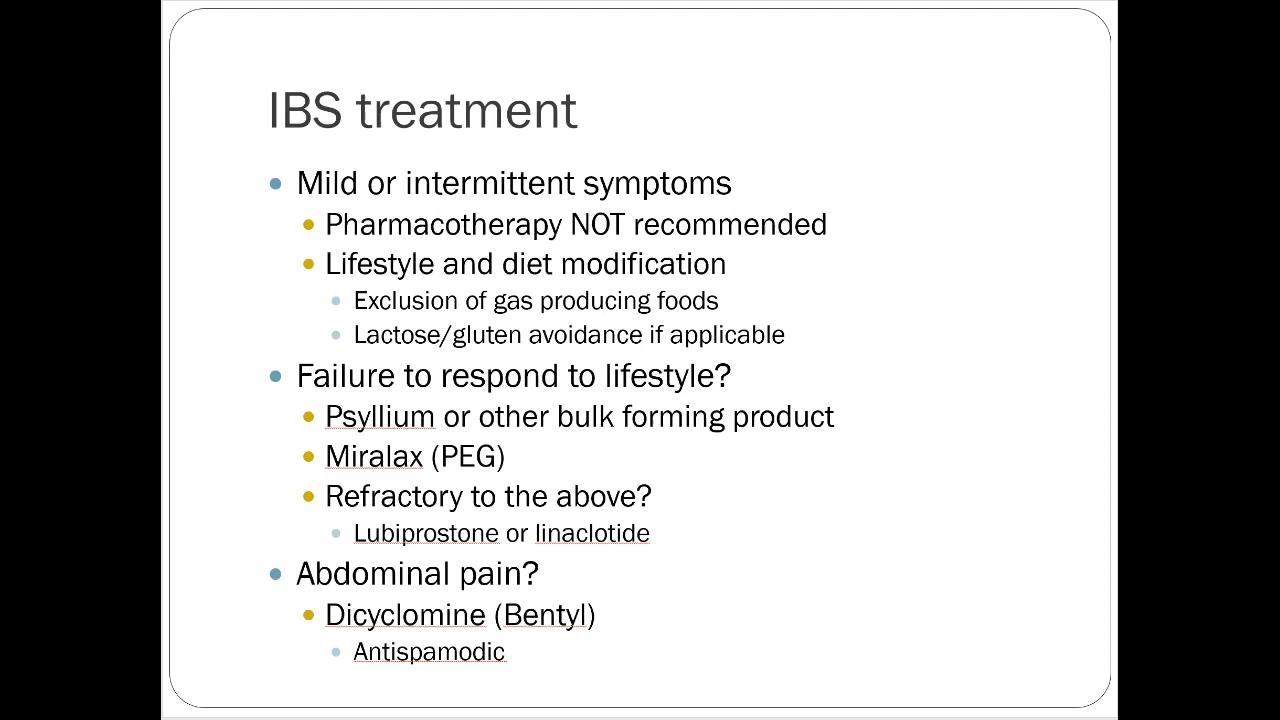 IBS treatment
Mild or intermittent symptoms
Pharmacotherapy NOT recommended
Lifestyle and diet modification
Exclusion of gas producing foods
Lactose/gluten avoidance if applicable
Failure to respond to lifestyle?
Psyllium or other bulk forming product
Miralax (PEG)
Refractory to the above?
Lubiprostone or linaclotide
Abdominal pain?
Dicyclomine (Bentyl)
Antispamodic